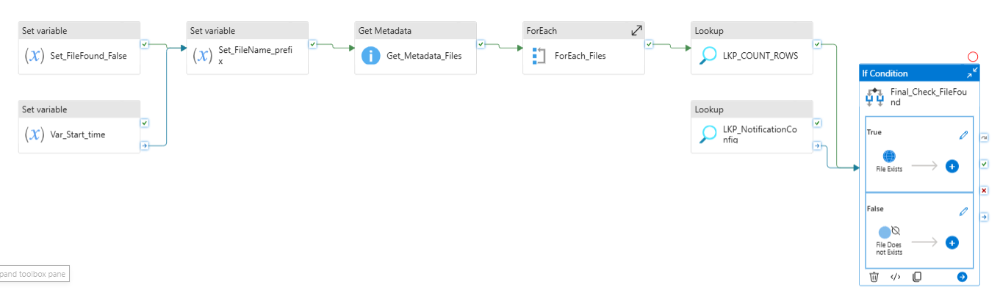 Set variable
Set_FileFound_False
Set variable
Set_FileName_prefi
x
Get Metadata
Get_Metadata_Files
ForEach
ForEach_Files
Lookup
LKP_COUNT_ROWS
Set variable
Var_Start_time
Lookup
LKP_NotificationCo
nfig
If Condition
Final_Check_FileFou
nd
True
File Exists
False
File Does
not Exists
pand toolbox pane